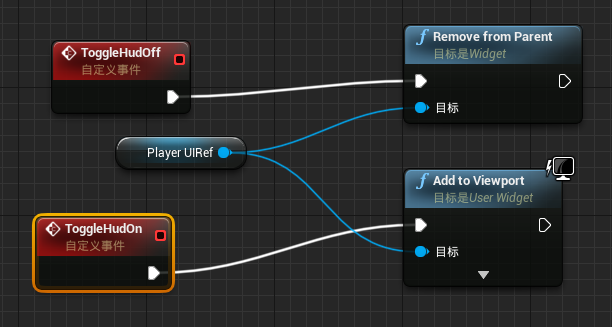 ToggleHudOff
自定义事件
Remove from Parent
目标是Widget
目标
Player UIRef
Add to Viewport
目标是User Widget
目标
ToggleHudOn
自定义事件